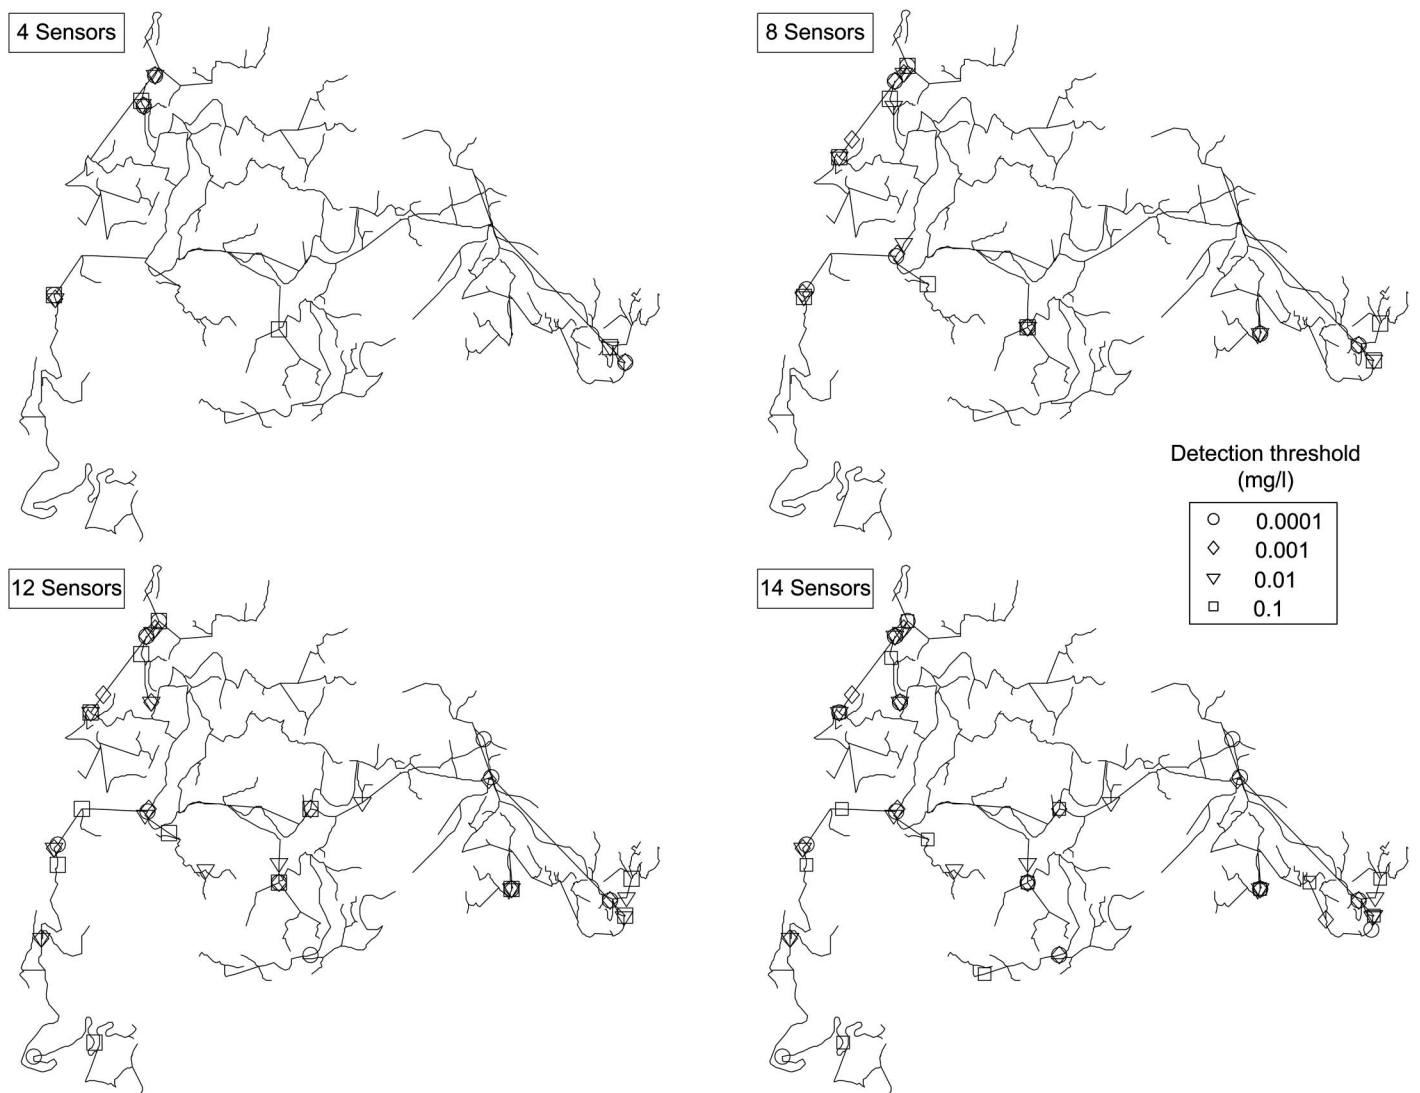 4 Sensors
8 Sensors
Detection threshold
(mg/l)
0.0001
0.001
0.01
0.1
12 Sensors
14 Sensors